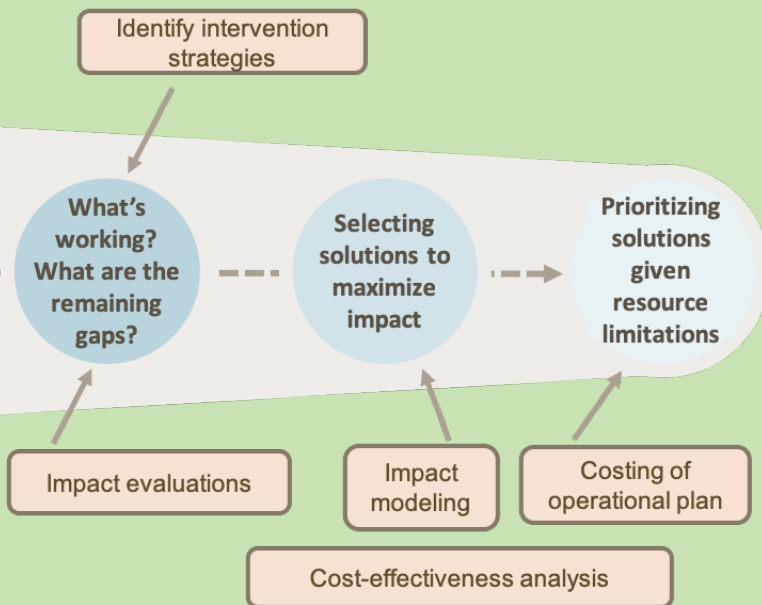 Identify intervention
strategies
What's
working?
What are the
remaining
gaps?
Selecting
solutions to
maximize
impact
Prioritizing
solutions
given
resource
limitations
Impact evaluations
Impact
modeling
Costing of
operational plan
Cost-effectiveness analysis